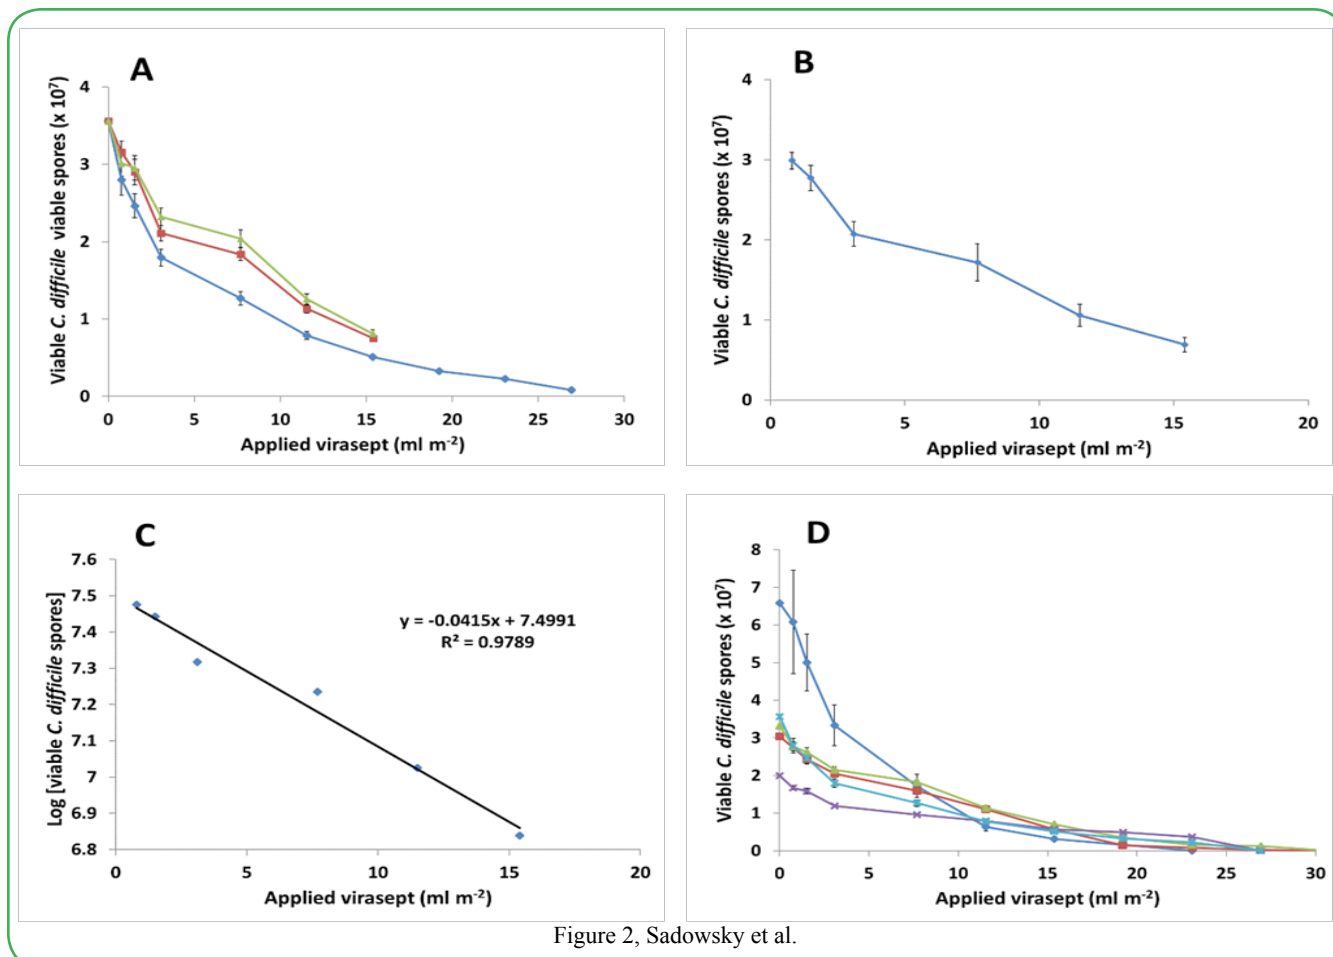 A
Viable C. difficile viable spores (x 10⁷)
4
3
2
1
0
0 5 10 15 20 25 30
Applied virasept (ml m⁻²)
B
Viable C. difficile spores (x 10⁷)
4
3
2
1
0
0 5 10 15 20
Applied virasept (ml m⁻²)
C
Log [viable C. difficile spores]
7.6
7.5
7.4
7.3
7.2
7.1
7
6.9
6.8
y = -0.0415x + 7.4991
R² = 0.9789
0 5 10 15 20
Applied virasept (ml m⁻²)
D
Viable C. difficile spores (x 10⁷)
8
7
6
5
4
3
2
1
0
0 5 10 15 20 25 30
Applied virasept (ml m⁻²)
Figure 2, Sadowsky et al.